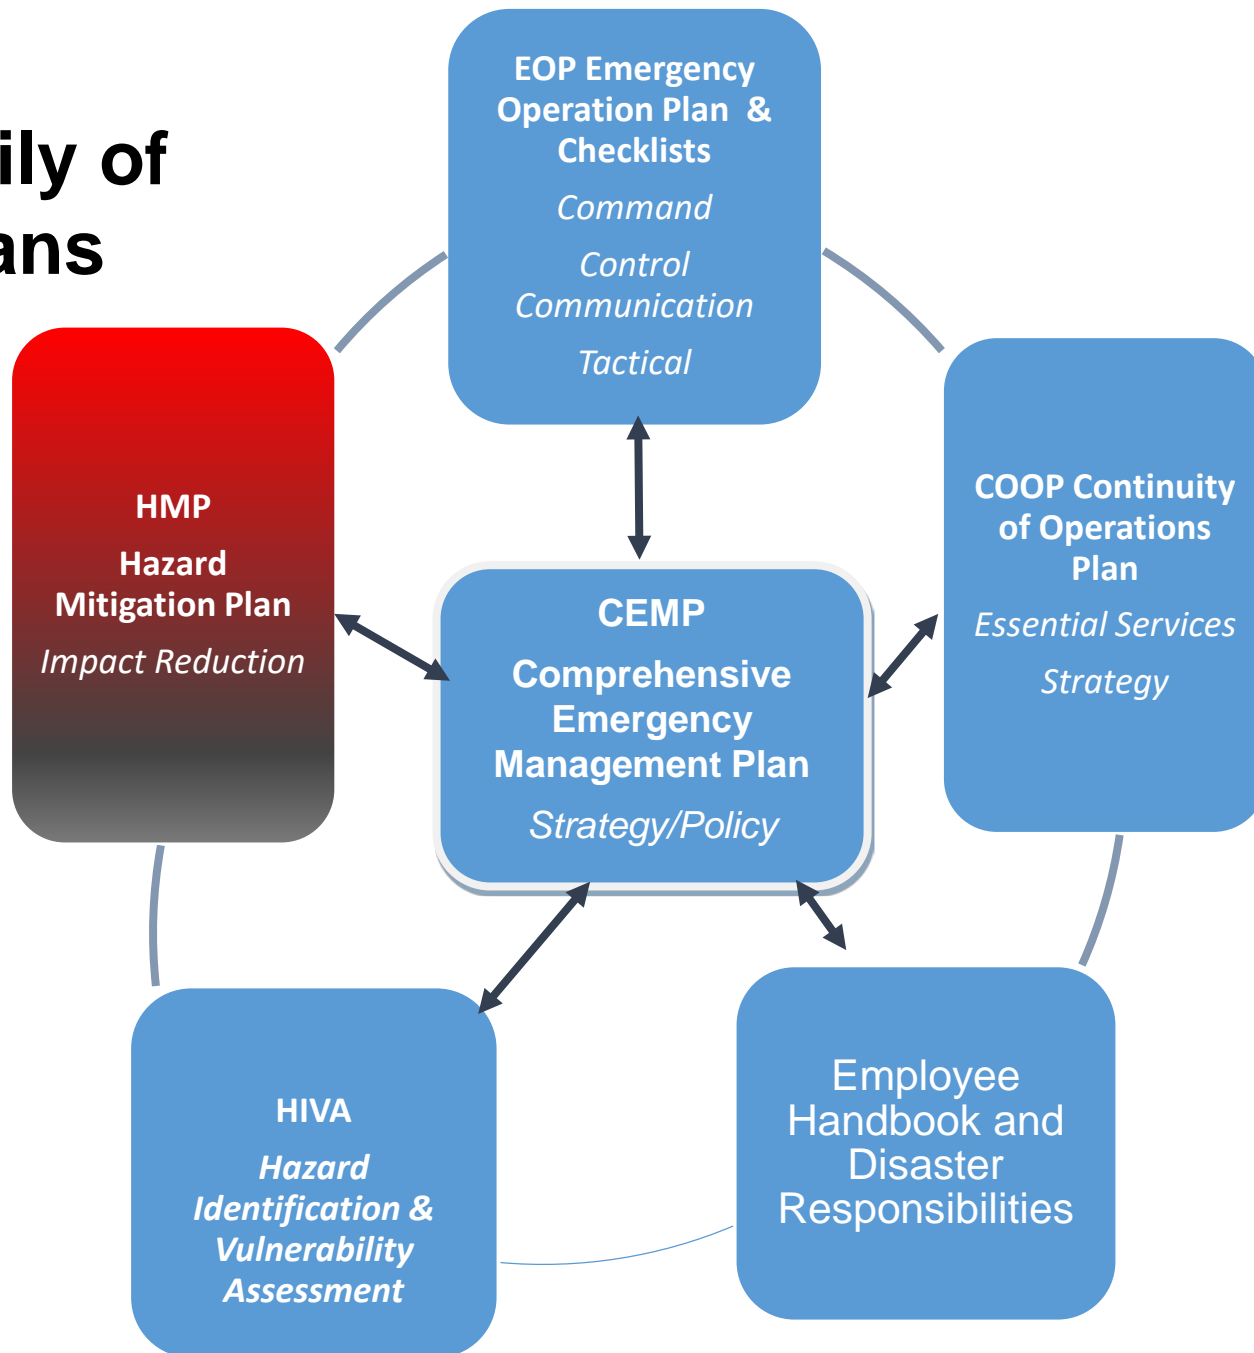 ily of
ans
EOP Emergency
Operation Plan &
Checklists
Command
Control
Communication
Tactical
HMP
Hazard
Mitigation Plan
Impact Reduction
COOP Continuity
of Operations
Plan
Essential Services
Strategy
CEMP
Comprehensive
Emergency
Management Plan
Strategy/Policy
HIVA
Hazard
Identification &
Vulnerability
Assessment
Employee
Handbook and
Disaster
Responsibilities